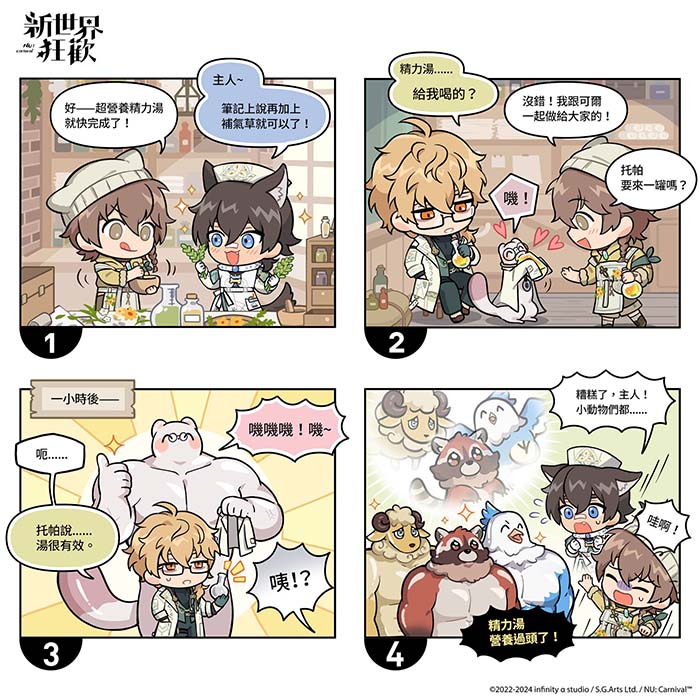 新世界
狂歡
NU:
carnival
好——超營養精力湯
就快完成了！
主人~
筆記上說再加上
補氣草就可以了！
1
精力湯……
給我喝的？
沒錯！我跟可爾
一起做給大家的！
嘰！
托帕
要來一罐嗎？
2
一小時後——
呃……
嘰嘰嘰！嘰~
托帕說……
湯很有效。
咦!?
3
糟糕了，主人！
小動物們都……
哇啊！
精力湯
營養過頭了！
4
©2022-2024 infinity α studio / S.G.Arts Ltd. / NU: Carnival™